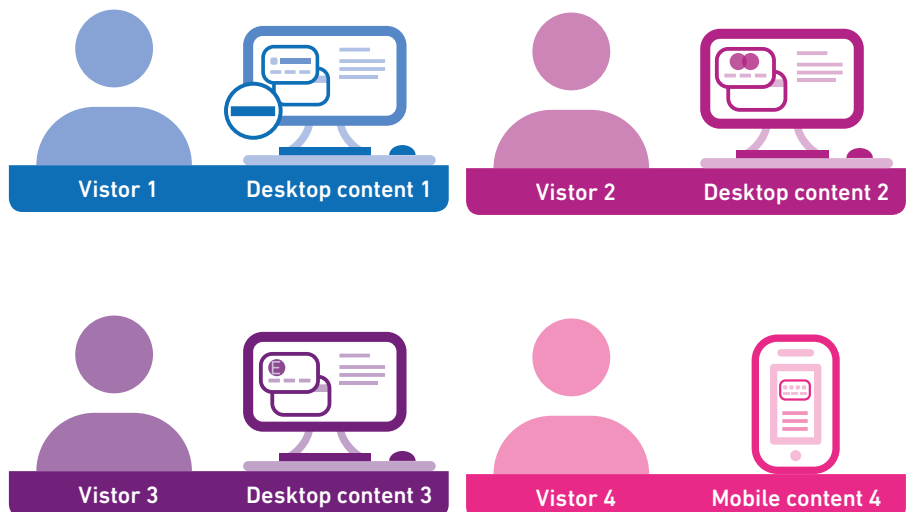 Vistor 1 Desktop content 1
Vistor 2 Desktop content 2
E
Vistor 3 Desktop content 3
Vistor 4 Mobile content 4